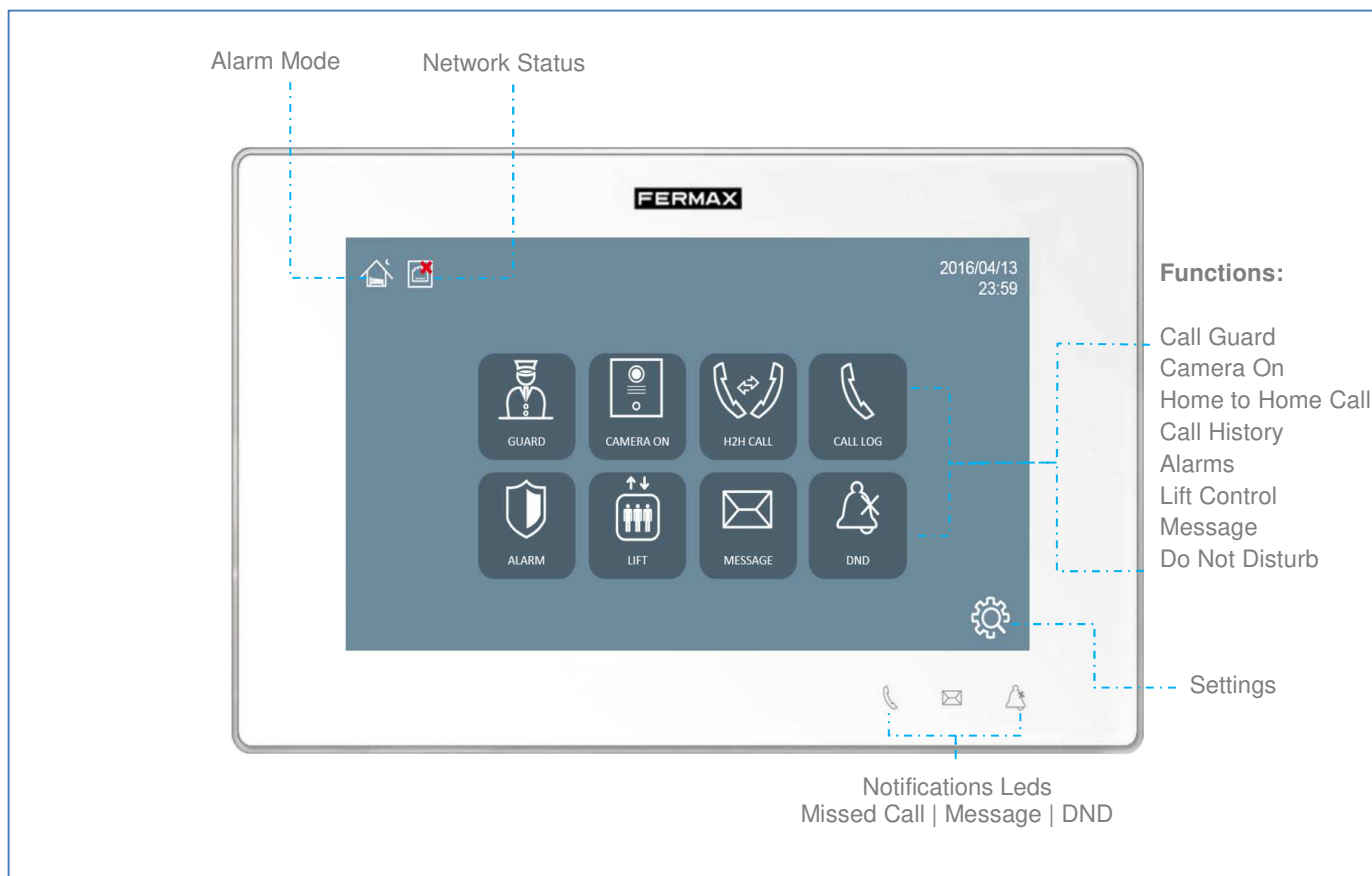 Alarm Mode
Network Status
FERMAX
2016/04/13
23:59
GUARD
CAMERA ON
H2H CALL
CALL LOG
ALARM
LIFT
MESSAGE
DND
Functions:
Call Guard
Camera On
Home to Home Call
Call History
Alarms
Lift Control
Message
Do Not Disturb
Settings
Notifications Leds
Missed Call | Message | DND